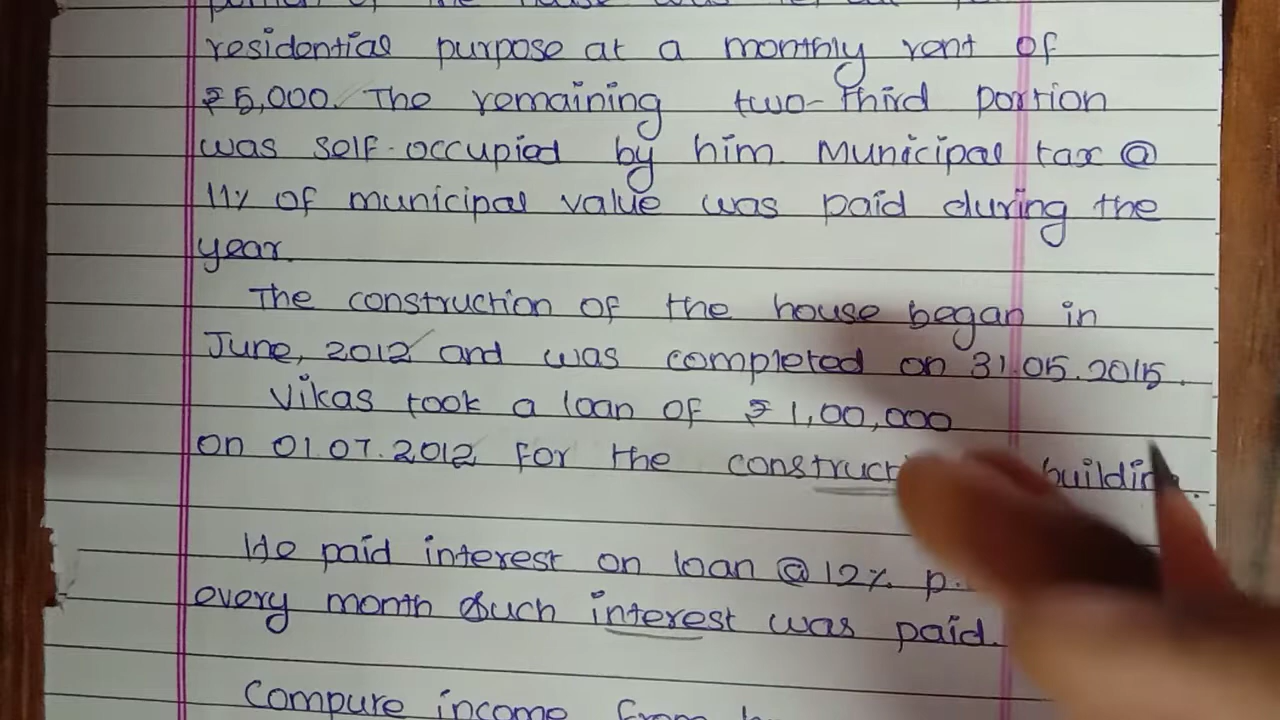 residential purpose at a monthly rent of
₹5,000. The remaining two-third portion
was self-occupied by him. Municipal tax @
11% of municipal value was paid during the
year.
The construction of the house began in
June, 2012 and was completed on 31.05.2015.
Vikas took a loan of ₹1,00,000
on 01.07.2012 for the
He paid interest on loan @ 12%
every month such interest was paid.
Compute income from